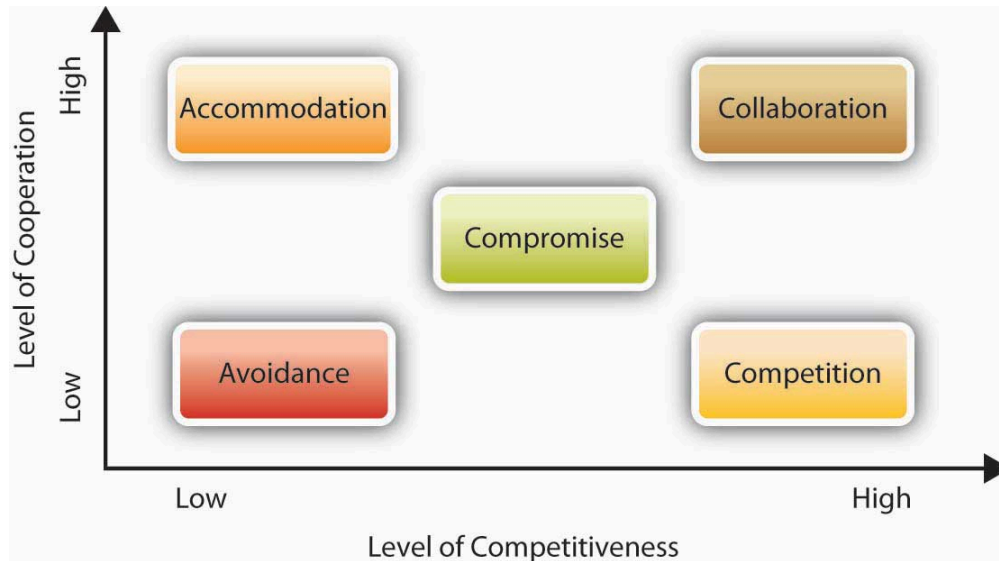 High
Accommodation
Collaboration
Level of Cooperation
Compromise
Avoidance
Competition
Low
Low
High
Level of Competitiveness